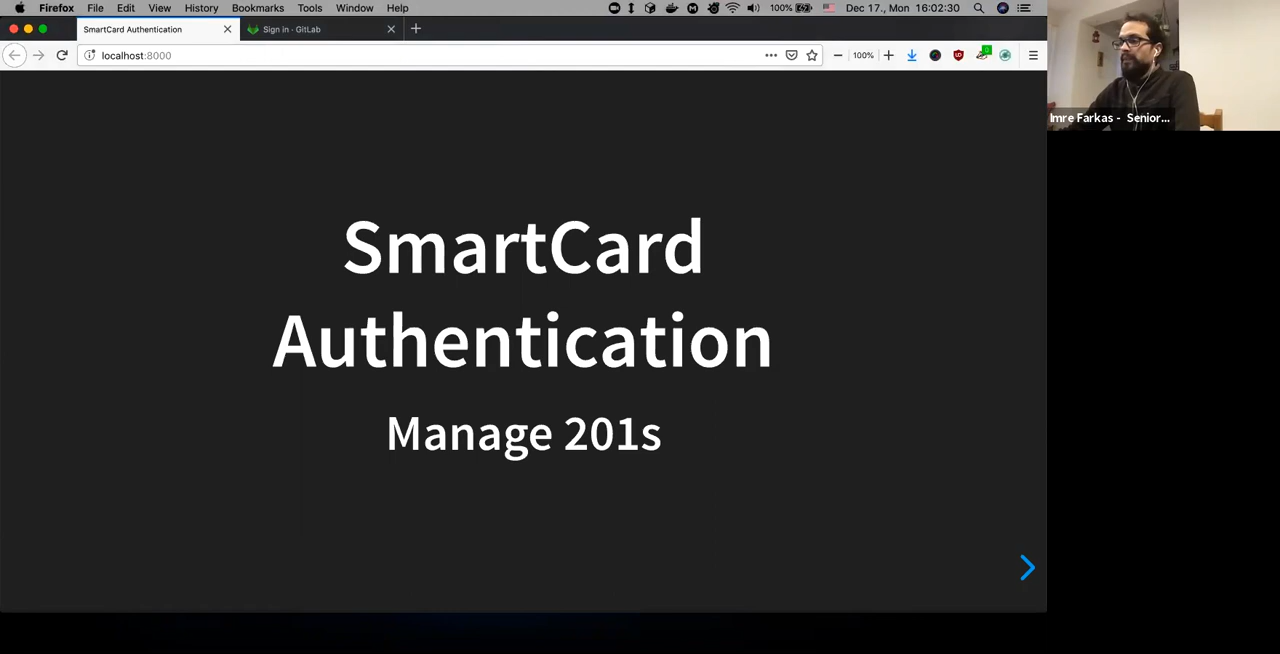 Firefox File Edit View History Bookmarks Tools Window Help 100% Dec 17., Mon 16:02:30
SmartCard Authentication Sign in · GitLab
localhost:8000 100% 0
Imre Farkas - Senior...
SmartCard
Authentication
Manage 201s